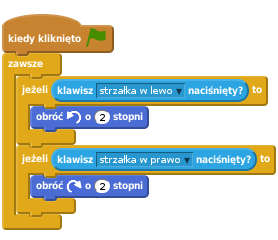 kiedy kliknięto
zawsze
jeżeli klawisz strzałka w lewo naciśnięty? to
obróć o 2 stopni
jeżeli klawisz strzałka w prawo naciśnięty? to
obróć o 2 stopni